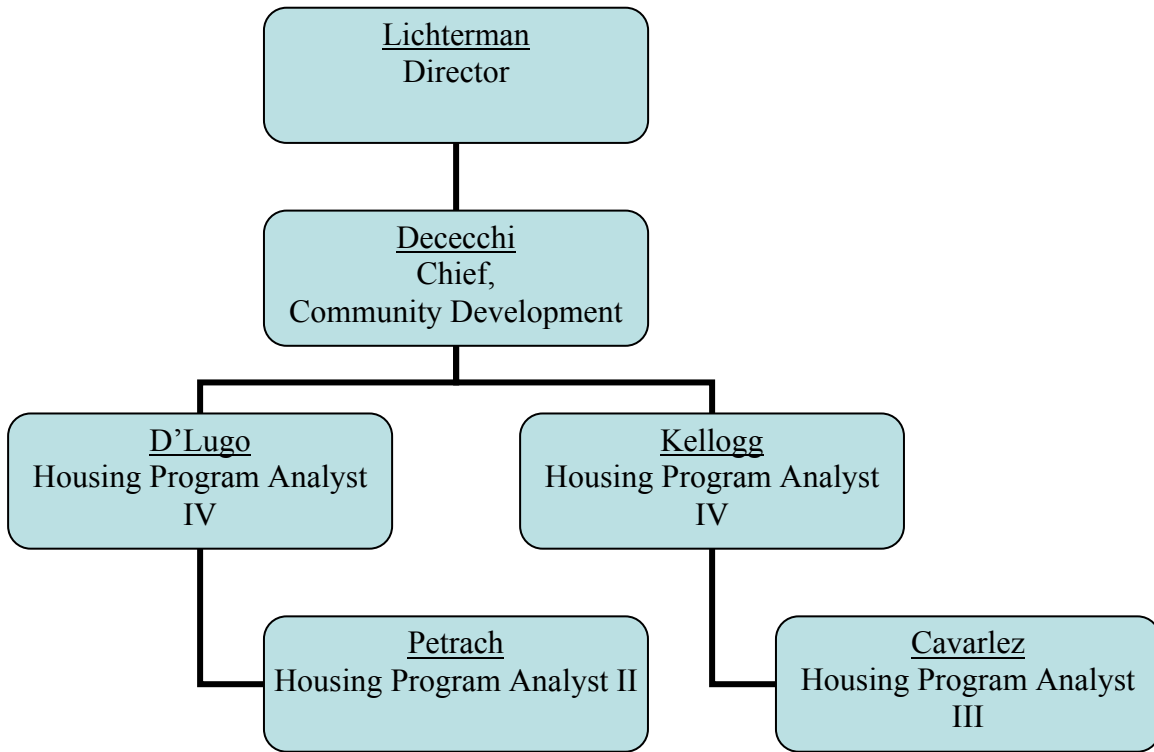 Lichterman
Director
Dececchi
Chief,
Community Development
D’Lugo
Housing Program Analyst
IV
Kellogg
Housing Program Analyst
IV
Petrach
Housing Program Analyst II
Cavarlez
Housing Program Analyst
III